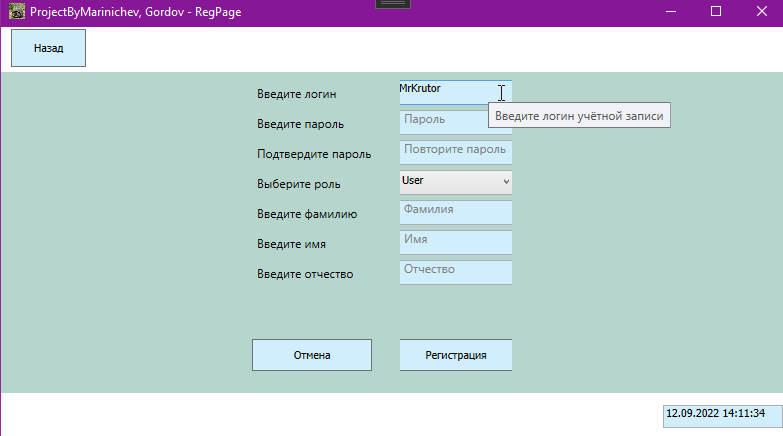 ProjectByMarinichev, Gordov - RegPage
Назад
Введите логин MrKrutor
Введите логин учётной записи
Введите пароль Пароль
Подтвердите пароль Повторите пароль
Выберите роль User
Введите фамилию Фамилия
Введите имя Имя
Введите отчество Отчество
Отмена Регистрация
12.09.2022 14:11:34